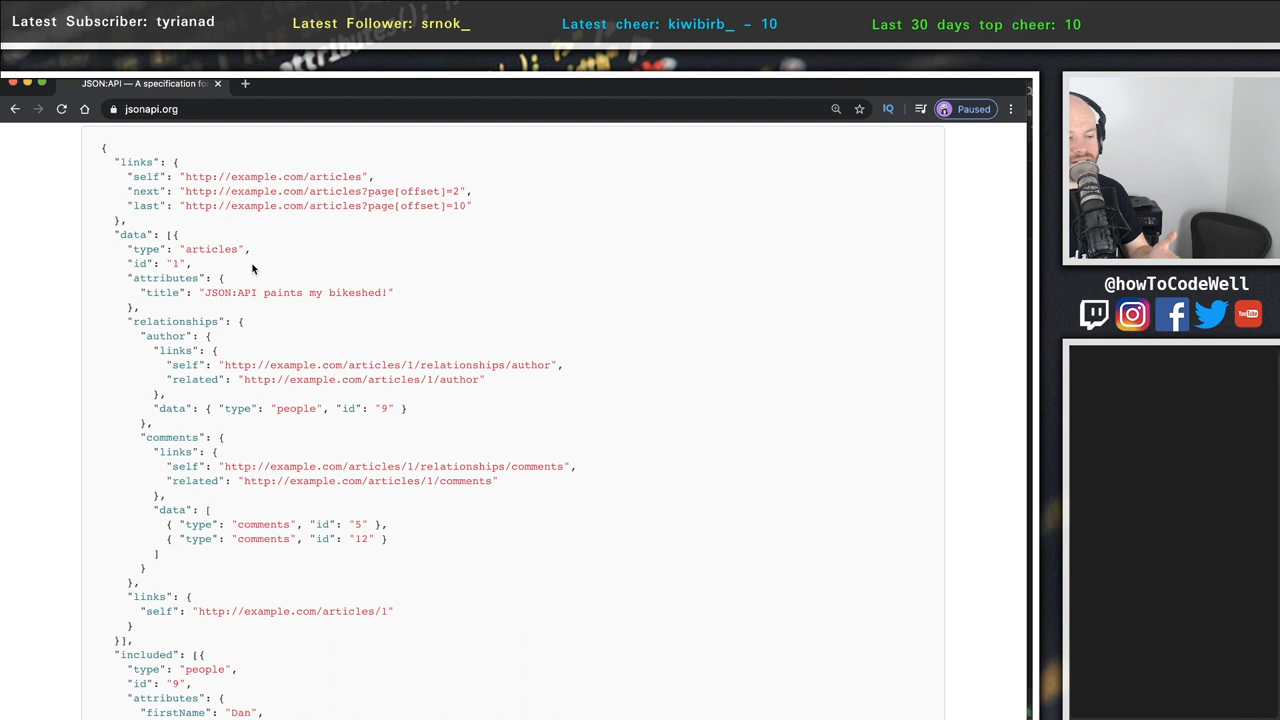 Latest Subscriber: tyrianad
Latest Follower: srnok_
Latest cheer: kiwibirb_ - 10
Last 30 days top cheer: 10
attributes();
JSON:API — A specification fo
jsonapi.org
IQ
Paused
{
"links": {
"self": "http://example.com/articles",
"next": "http://example.com/articles?page[offset]=2",
"last": "http://example.com/articles?page[offset]=10"
},
"data": [{
"type": "articles",
"id": "1",
"attributes": {
"title": "JSON:API paints my bikeshed!"
},
"relationships": {
"author": {
"links": {
"self": "http://example.com/articles/1/relationships/author",
"related": "http://example.com/articles/1/author"
},
"data": { "type": "people", "id": "9" }
},
"comments": {
"links": {
"self": "http://example.com/articles/1/relationships/comments",
"related": "http://example.com/articles/1/comments"
},
"data": [
{ "type": "comments", "id": "5" },
{ "type": "comments", "id": "12" }
]
}
},
"links": {
"self": "http://example.com/articles/1"
}
}],
"included": [{
"type": "people",
"id": "9",
"attributes": {
"firstName": "Dan",
@howToCodeWell
YouTube